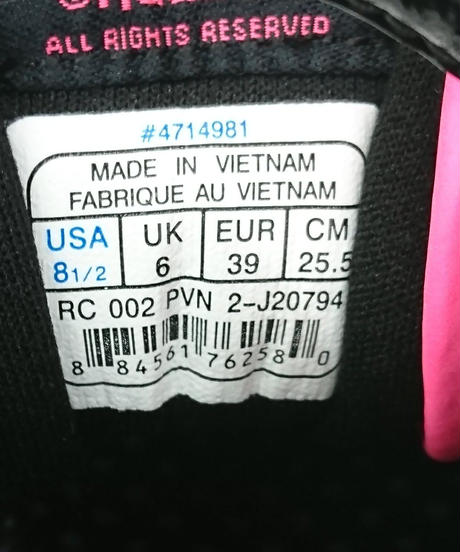 ALL RIGHTS RESERVED
#4714981
MADE IN VIETNAM
FABRIQUE AU VIETNAM
USA UK EUR CM
8 1/2 6 39 25.5
RC 002 PVN 2-J20794
8 84561 76258 0